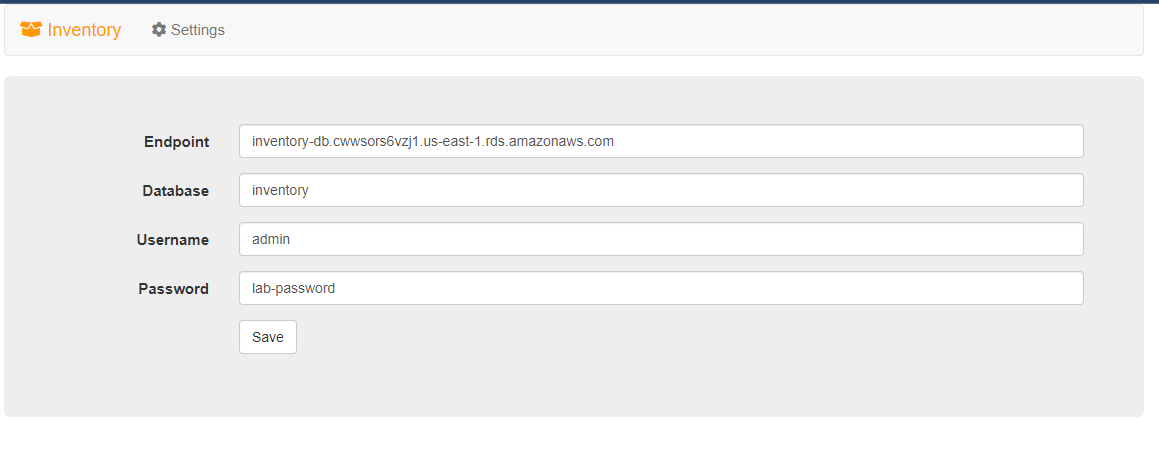 Inventory Settings
Endpoint inventory-db.cwwsors6vzj1.us-east-1.rds.amazonaws.com
Database inventory
Username admin
Password lab-password
Save